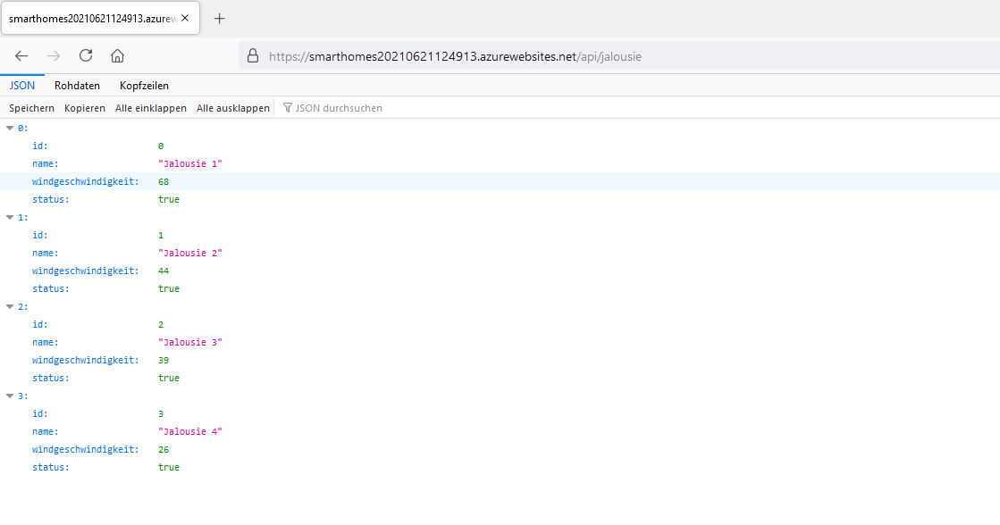 smarthomes20210621124913.azurew
https://smarthomes20210621124913.azurewebsites.net/api/jalousie
JSON Rohdaten Kopfzeilen
Speichern Kopieren Alle einklappen Alle ausklappen JSON durchsuchen
0:
id: 0
name: "Jalousie 1"
windgeschwindigkeit: 68
status: true
1:
id: 1
name: "Jalousie 2"
windgeschwindigkeit: 44
status: true
2:
id: 2
name: "Jalousie 3"
windgeschwindigkeit: 39
status: true
3:
id: 3
name: "Jalousie 4"
windgeschwindigkeit: 26
status: true